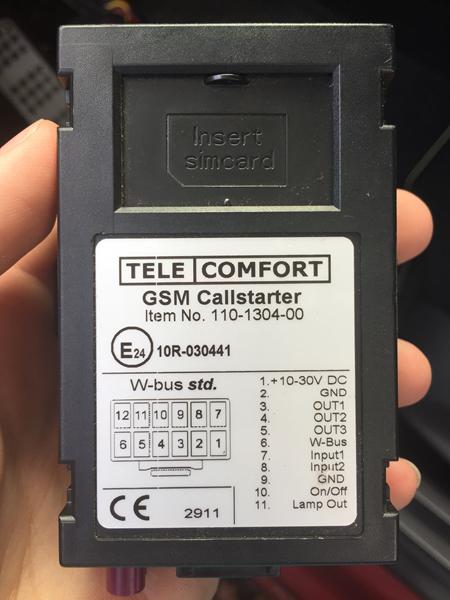 Insert
simcard
TELE COMFORT
GSM Callstarter
Item No. 110-1304-00
E24 10R-030441
W-bus std.
12 11 10 9 8 7
6 5 4 3 2 1
1. +10-30V DC
2. GND
3. OUT1
4. OUT2
5. OUT3
6. W-Bus
7. Input1
8. Input2
9. GND
10. On/Off
11. Lamp Out
CE 2911